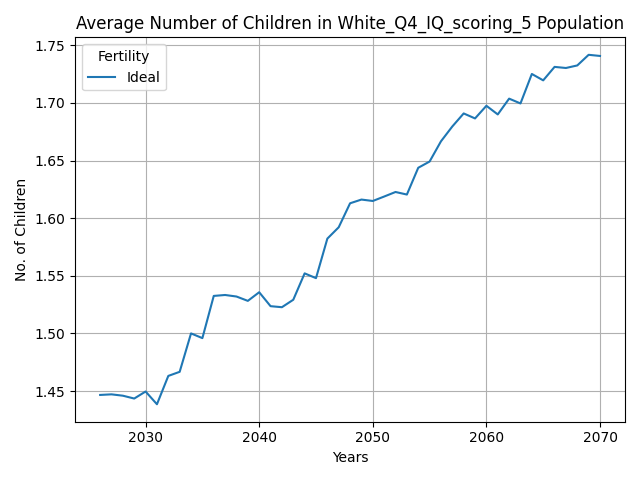 Average Number of Children in White_Q4_IQ_scoring_5 Population
Fertility
Ideal
No. of Children
1.75
1.70
1.65
1.60
1.55
1.50
1.45
2030 2040 2050 2060 2070
Years